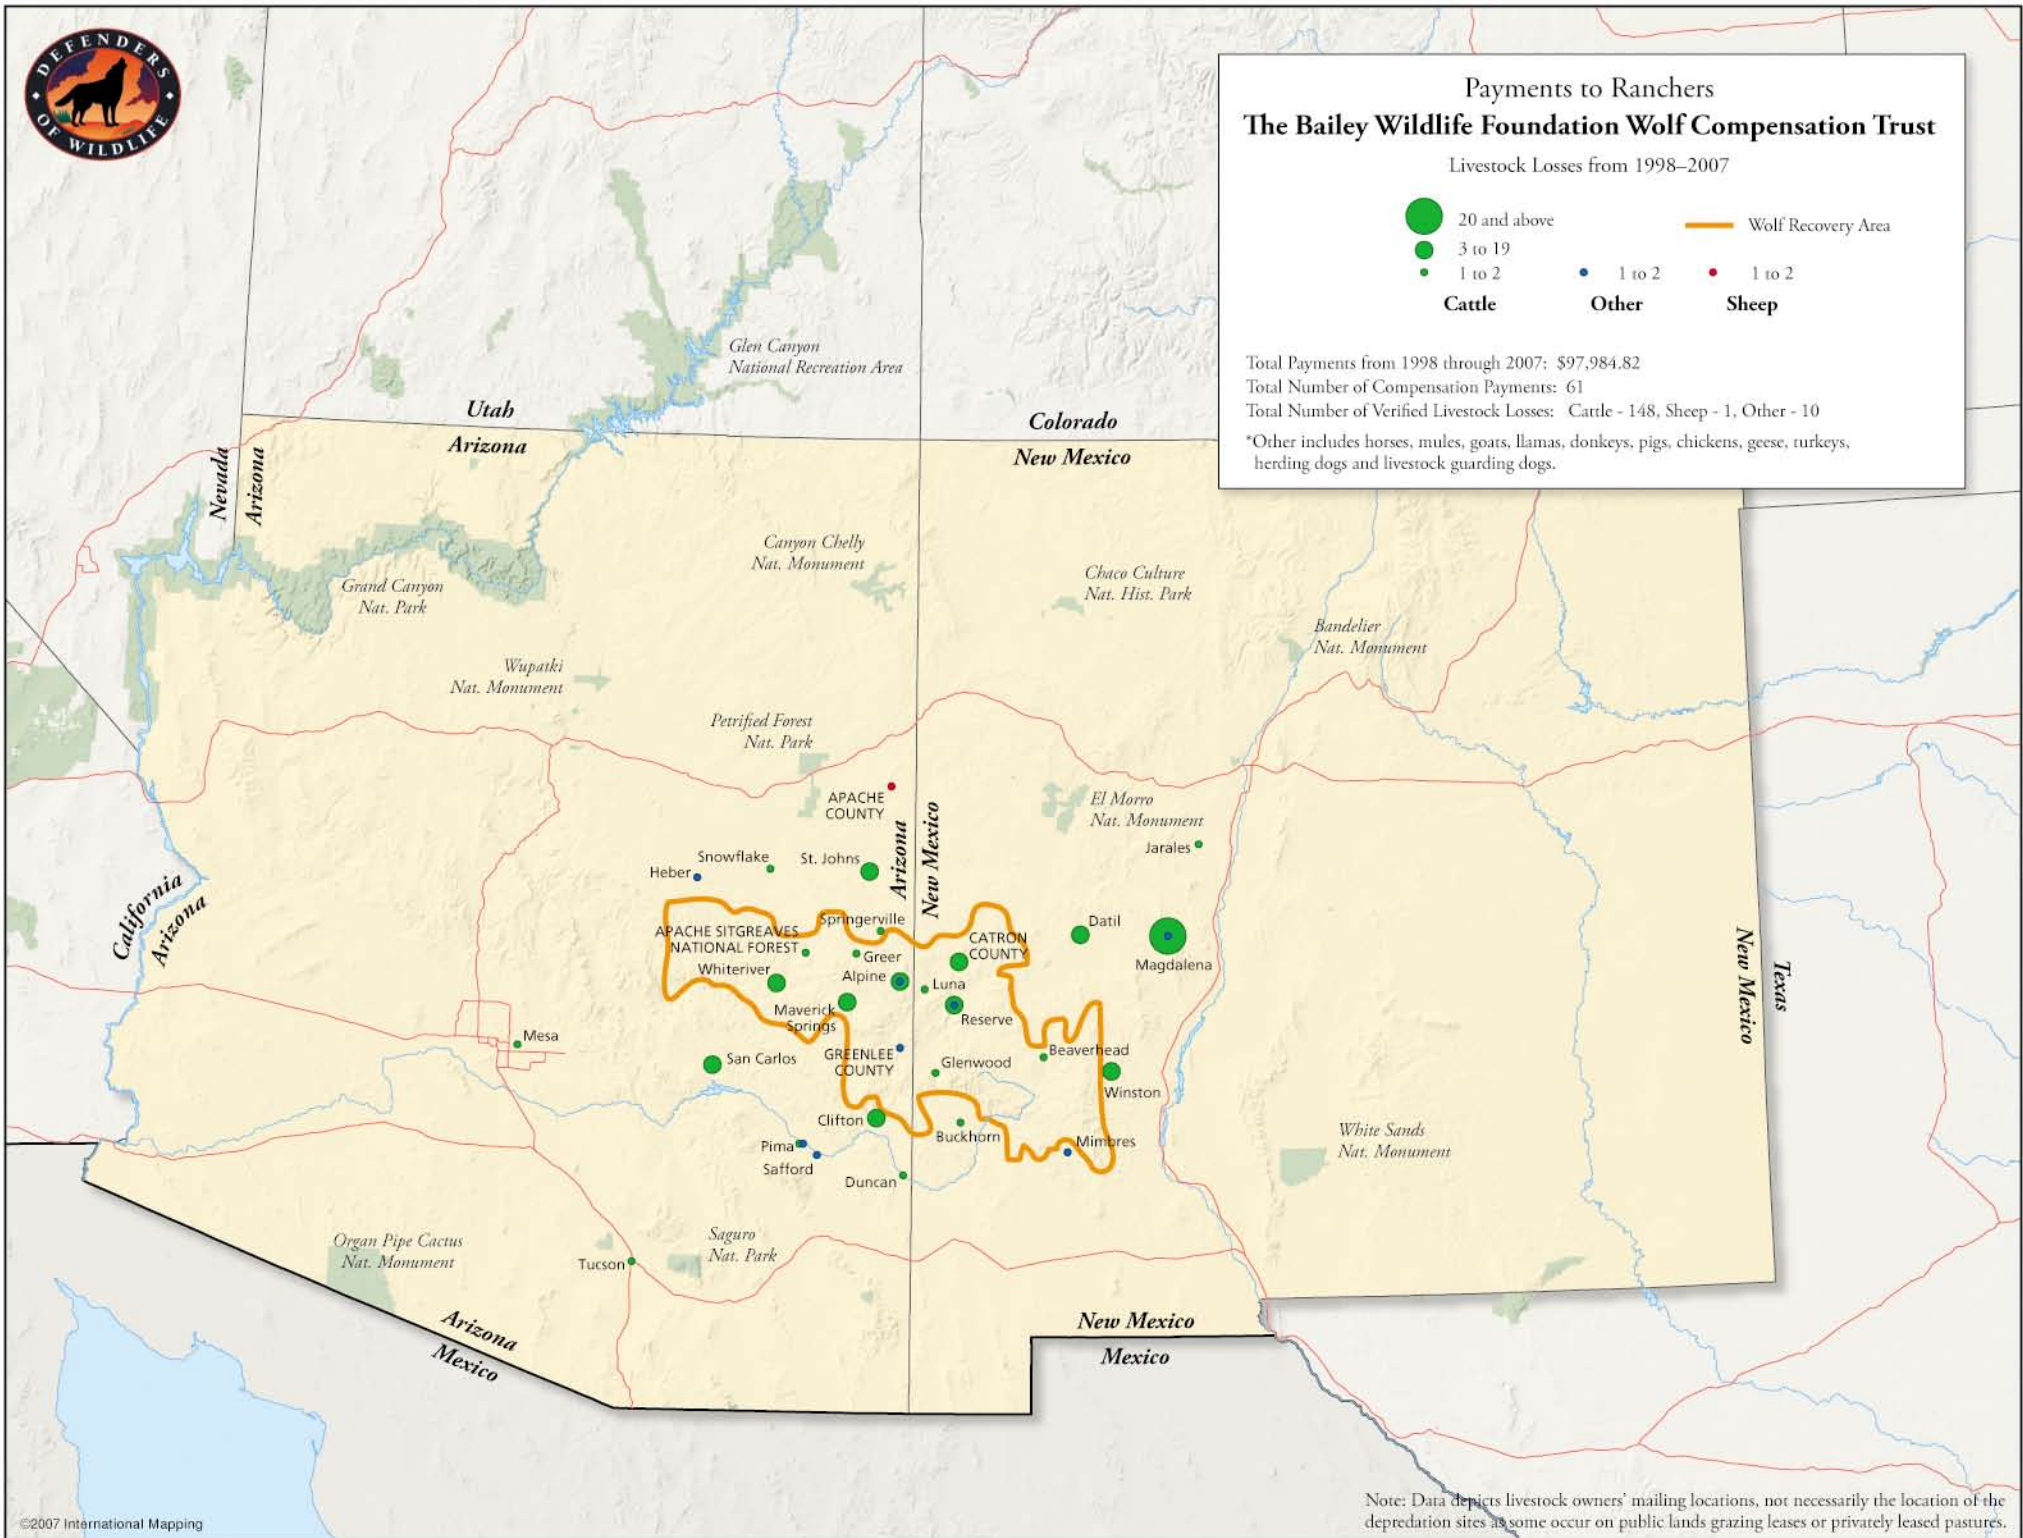 DEFENDERS
OF WILDLIFE
Payments to Ranchers
The Bailey Wildlife Foundation Wolf Compensation Trust
Livestock Losses from 1998–2007
20 and above
Wolf Recovery Area
3 to 19
1 to 2
1 to 2
1 to 2
Cattle
Other
Sheep
Total Payments from 1998 through 2007: $97,984.82
Total Number of Compensation Payments: 61
Total Number of Verified Livestock Losses: Cattle - 148, Sheep - 1, Other - 10
*Other includes horses, mules, goats, llamas, donkeys, pigs, chickens, geese, turkeys,
herding dogs and livestock guarding dogs.
Glen Canyon
National Recreation Area
Utah
Arizona
Colorado
New Mexico
Nevada
Arizona
Canyon Chelly
Nat. Monument
Grand Canyon
Nat. Park
Chaco Culture
Nat. Hist. Park
Bandelier
Nat. Monument
Wupatki
Nat. Monument
Petrified Forest
Nat. Park
APACHE
COUNTY
El Morro
Nat. Monument
Arizona
New Mexico
Jarales
Snowflake
St. Johns
Heber
California
Arizona
Springerville
APACHE SITGREAVES
NATIONAL FOREST
Greer
Whiteriver
Alpine
CATRON
COUNTY
Datil
Magdalena
Luna
Reserve
Maverick
Springs
New Mexico
Texas
Mesa
San Carlos
GREENLEE
COUNTY
Glenwood
Beaverhead
Winston
Clifton
Buckhorn
Mimbres
Pima
Safford
Duncan
White Sands
Nat. Monument
Organ Pipe Cactus
Nat. Monument
Saguro
Nat. Park
Tucson
Arizona
Mexico
New Mexico
Mexico
Note: Data depicts livestock owners' mailing locations, not necessarily the location of the
depredation sites as some occur on public lands grazing leases or privately leased pastures.
©2007 International Mapping